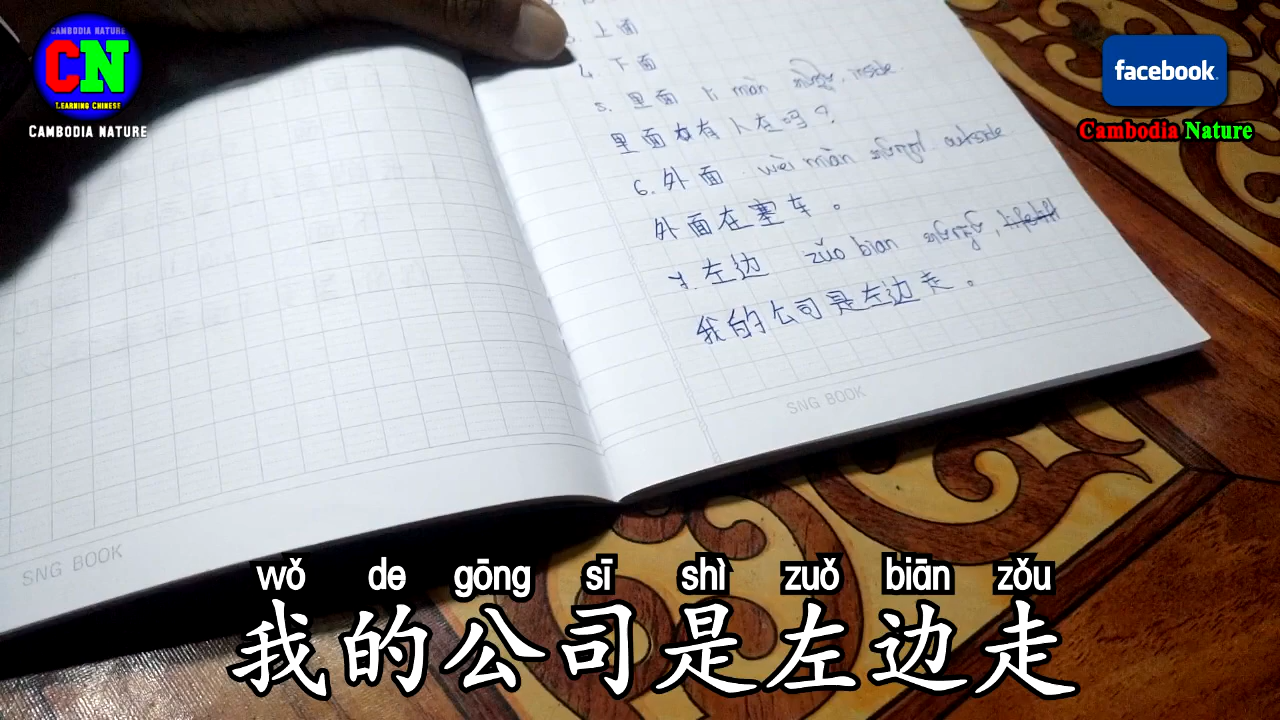 CAMBODIA NATURE
CN
LEARNING CHINESE
CAMBODIA NATURE
facebook
Cambodia Nature
上面
4. 下面
5. 里面 lǐ miàn inside
里面 有 在吗？
6. 外面 wài miàn outside
外面在塞车。
7. 左边 zuǒ bian
我的公司是左边走。
SNG BOOK
SNG BOOK
wǒ de gōng sī shì zuǒ biān zǒu
我的公司是左边走